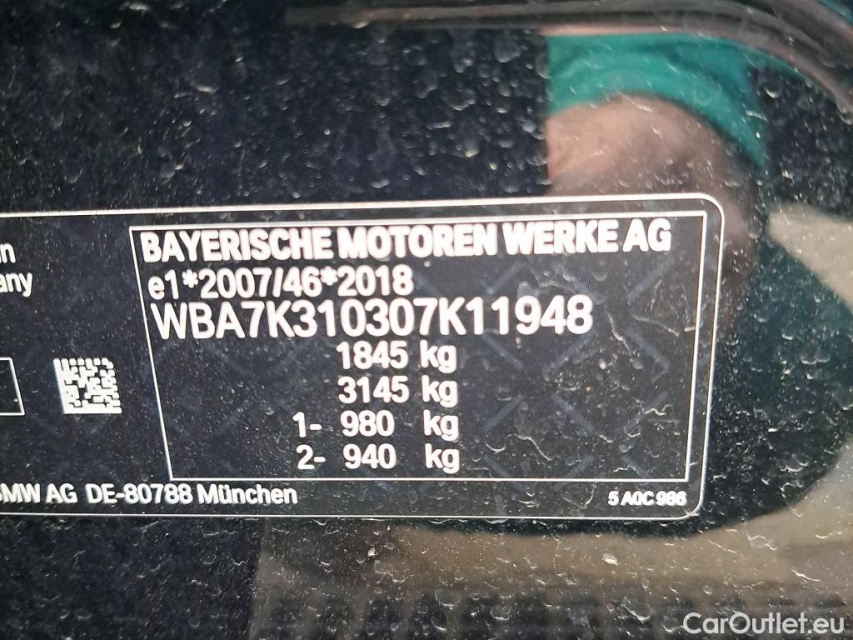 BAYERISCHE MOTOREN WERKE AG
e1*2007/46*2018
WBA7K310307K11948
1845 kg
3145 kg
1- 980 kg
2- 940 kg
MW AG DE-80788 München
5 A0C 986
CarOutlet.eu